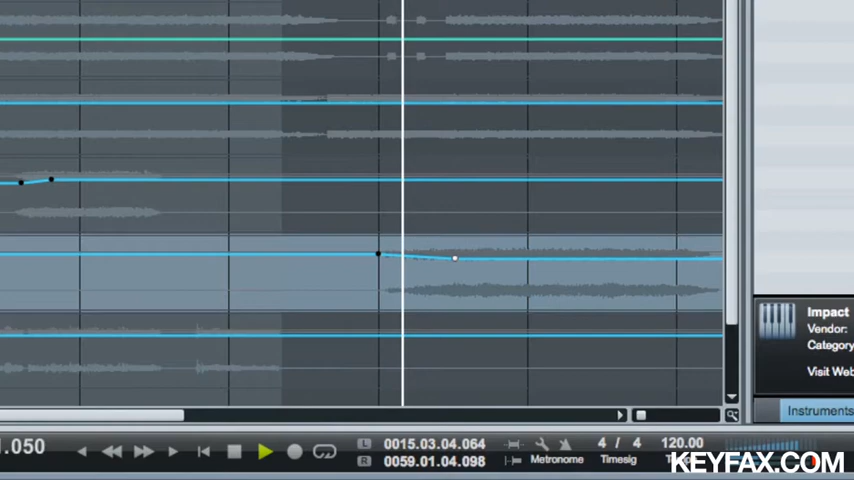 Impact
Vendor:
Category
Visit Web
Instruments
1.050
L 0015.03.04.064
R 0059.01.04.098
Metronome
4 / 4
Timesig
120.00
KEYFAX.COM